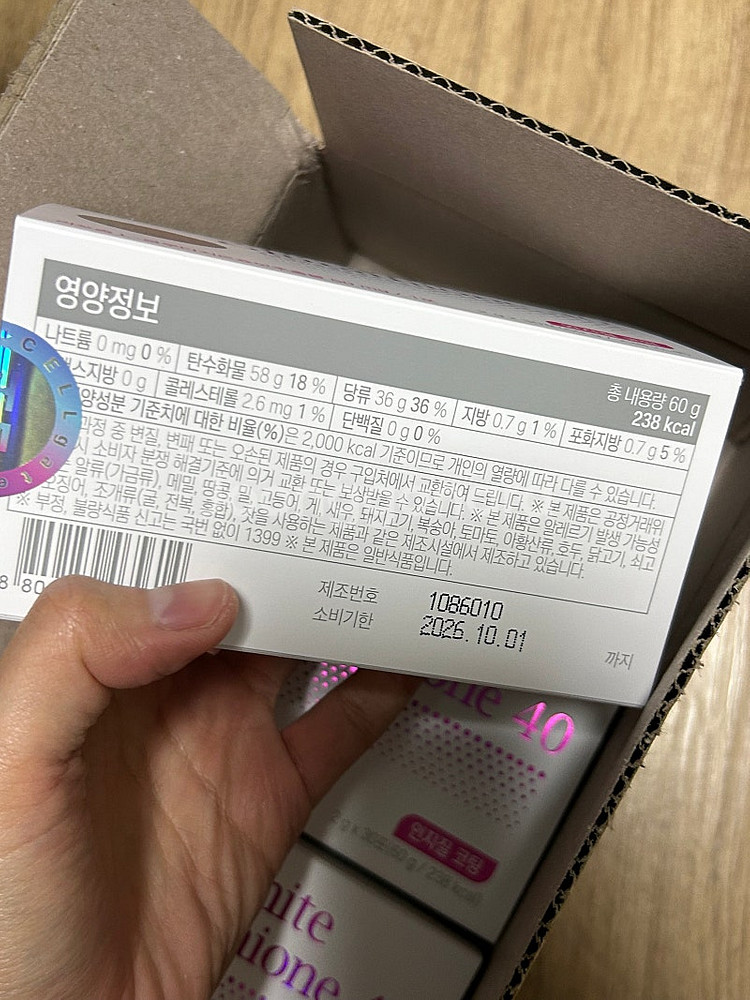 영양정보
총 내용량 60 g
238 kcal
나트륨 0 mg 0 % 탄수화물 58 g 18 % 당류 36 g 36 % 지방 0.7 g 1 % 포화지방 0.7 g 5 %
스지방 0 g 콜레스테롤 2.6 mg 1 % 단백질 0 g 0 %
양성분 기준치에 대한 비율(%)은 2,000 kcal 기준이므로 개인의 열량에 따라 다를 수 있습니다.
과정 중 변질, 변패 또는 오손된 제품의 경우 구입처에서 교환하여 드립니다. ※ 본 제품은 공정거래위
소비자 분쟁 해결기준에 의거 교환 또는 보상받을 수 있습니다. ※ 본 제품은 알레르기 발생 가능성
알류(가금류), 메밀, 땅콩, 밀, 고등어, 게, 새우, 돼지고기, 복숭아, 토마토, 아황산류, 호두, 닭고기, 쇠고
징어, 조개류(굴, 전복, 홍합), 잣을 사용하는 제품과 같은 제조시설에서 제조하고 있습니다.
※ 부정, 불량식품 신고는 국번 없이 1399 ※ 본 제품은 일반식품입니다.
8 80
제조번호 1086010
소비기한 2026.10.01 까지
CELLgate
one 40
인지질 코팅
2 g x 30포(60 g / 238 kcal)
hite
hione 4